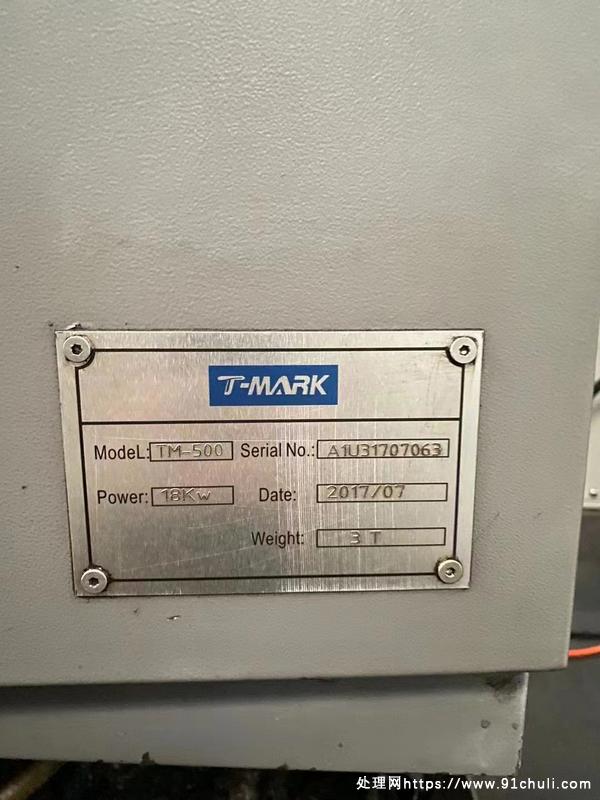 T-MARK
ModeL: TM-500 Serial No.: A1U31707063
Power: 18Kw Date: 2017/07
Weight: 3 T
处理网https://www.91chuli.com